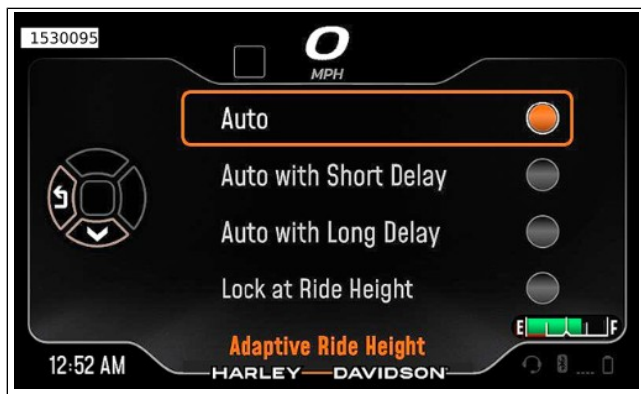 1530095
0
MPH
Auto
Auto with Short Delay
Auto with Long Delay
Lock at Ride Height
E F
Adaptive Ride Height
12:52 AM
HARLEY-DAVIDSON